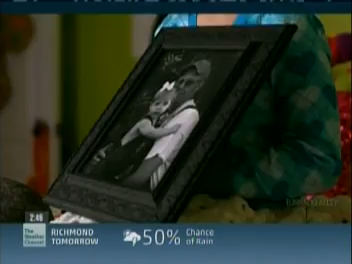 2:46
The
Weather
Channel
RICHMOND
TOMORROW
50% Chance
of Rain